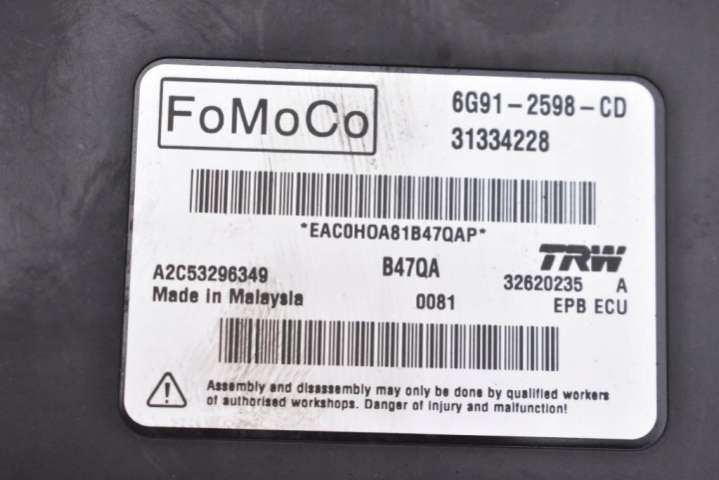 FoMoCo
6G91-2598-CD
31334228
*EAC0HOA81B47QAP*
A2C53296349
B47QA
TRW
32620235 A
Made in Malaysia
0081
EPB ECU
Assembly and disassembly may only be done by qualified workers
of authorised workshops. Danger of injury and malfunction!